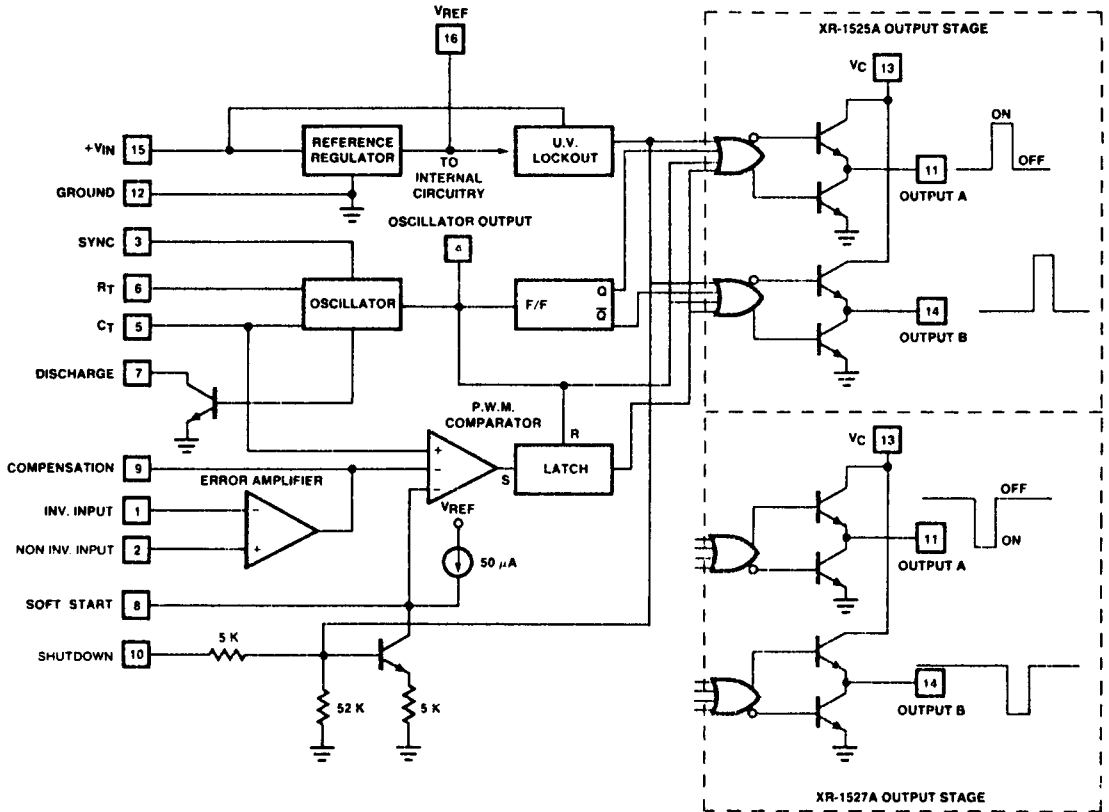 VREF
16
+VIN 15
REFERENCE
REGULATOR
U.V.
LOCKOUT
TO
INTERNAL
CIRCUITRY
GROUND 12
OSCILLATOR OUTPUT
4
SYNC 3
RT 6
OSCILLATOR
F/F
Q
Q̅
CT 5
DISCHARGE 7
P.W.M.
COMPARATOR
+
−
−
S
R
LATCH
COMPENSATION 9
ERROR AMPLIFIER
INV. INPUT 1
−
NON INV. INPUT 2
+
VREF
50 µA
SOFT START 8
SHUTDOWN 10
5 K
52 K
5 K
XR-1525A OUTPUT STAGE
VC 13
ON
OFF
11
OUTPUT A
14
OUTPUT B
VC 13
OFF
ON
11
OUTPUT A
14
OUTPUT B
XR-1527A OUTPUT STAGE